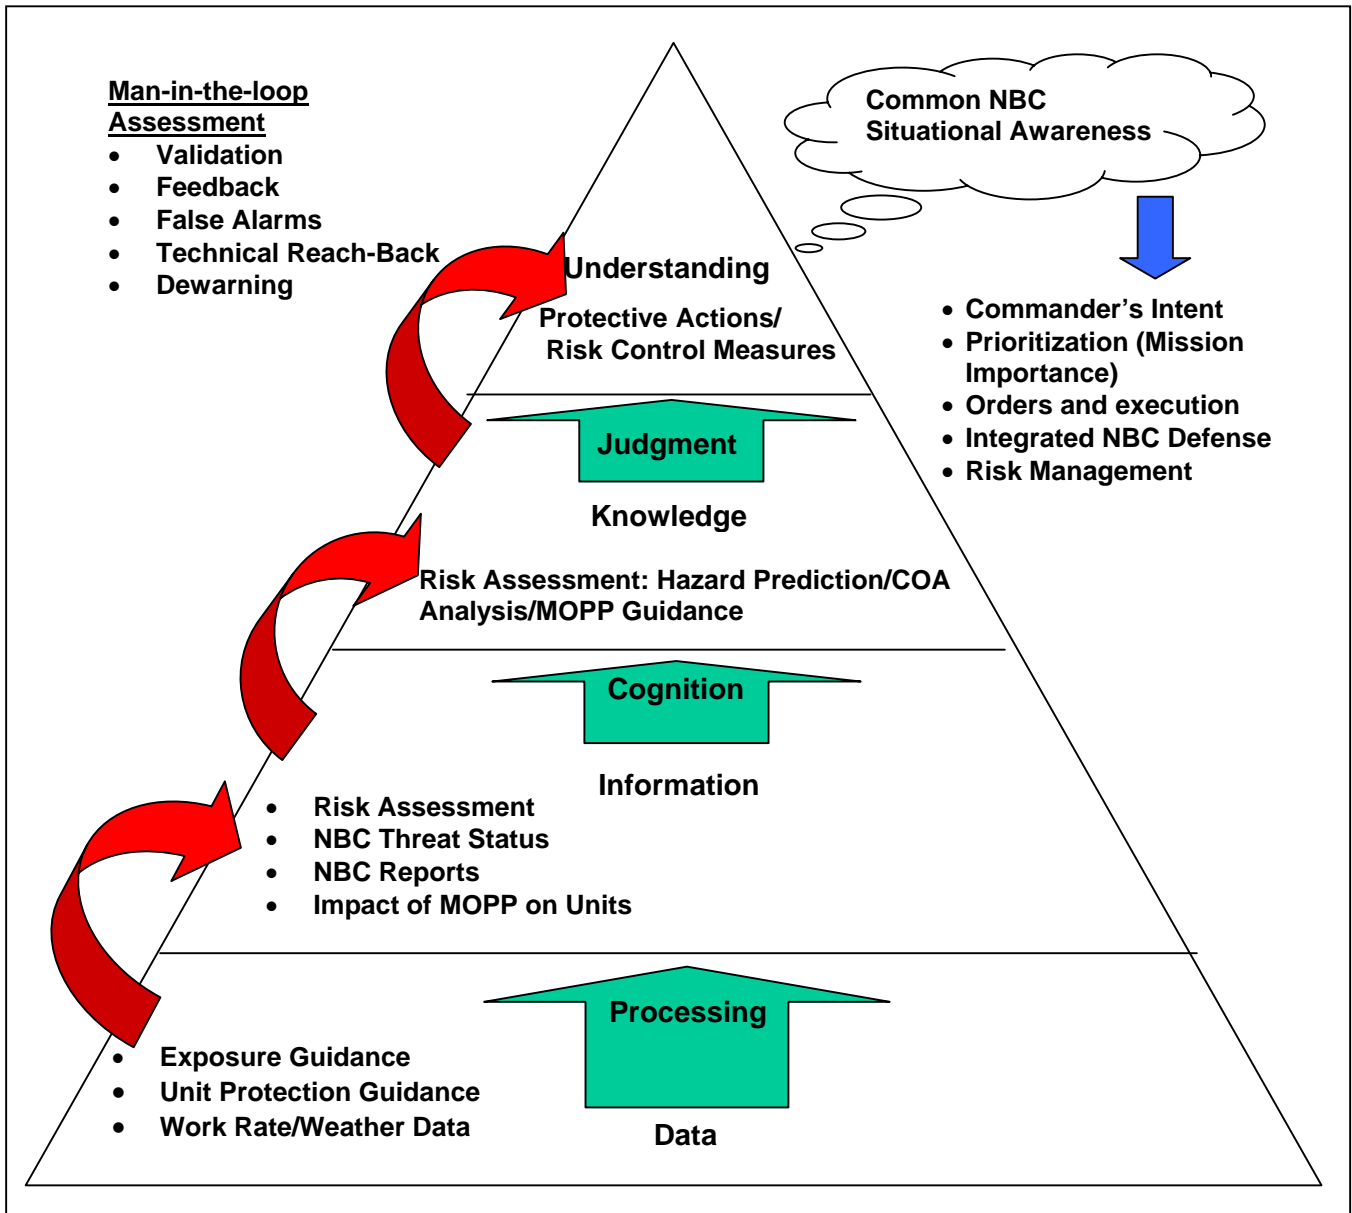 Man-in-the-loop
Assessment
• Validation
• Feedback
• False Alarms
• Technical Reach-Back
• Dewarning
Common NBC
Situational Awareness
• Commander’s Intent
• Prioritization (Mission
Importance)
• Orders and execution
• Integrated NBC Defense
• Risk Management
Understanding
Protective Actions/
Risk Control Measures
Judgment
Knowledge
Risk Assessment: Hazard Prediction/COA
Analysis/MOPP Guidance
Cognition
Information
• Risk Assessment
• NBC Threat Status
• NBC Reports
• Impact of MOPP on Units
Processing
• Exposure Guidance
• Unit Protection Guidance
• Work Rate/Weather Data
Data